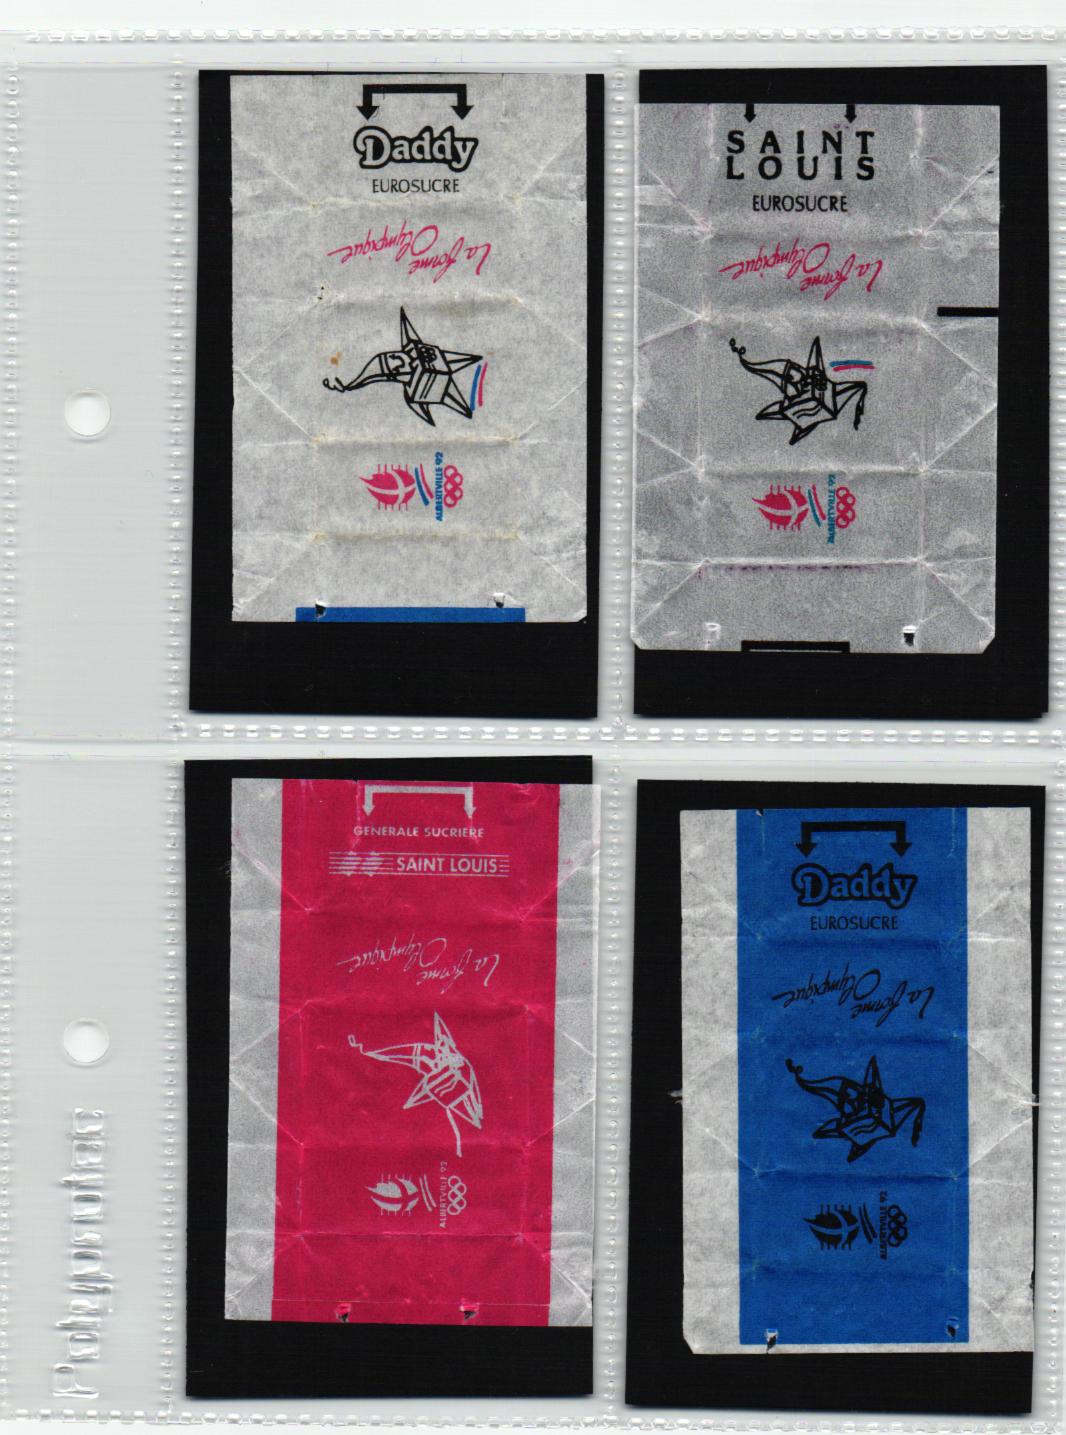 Daddy
EUROSUCRE
La forme
Olympique
ALBERTVILLE 92
SAINT
LOUIS
EUROSUCRE
La forme
Olympique
ALBERTVILLE 92
GENERALE SUCRIERE
SAINT LOUIS
La forme
Olympique
ALBERTVILLE 92
Daddy
EUROSUCRE
La forme
Olympique
ALBERTVILLE 92